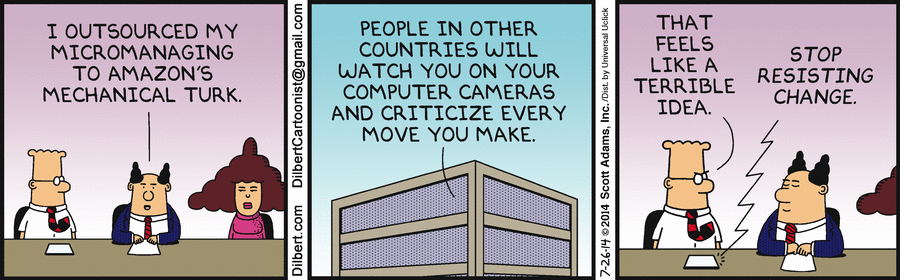 I OUTSOURCED MY
MICROMANAGING
TO AMAZON'S
MECHANICAL TURK.
Dilbert.com DilbertCartoonist@gmail.com
PEOPLE IN OTHER
COUNTRIES WILL
WATCH YOU ON YOUR
COMPUTER CAMERAS
AND CRITICIZE EVERY
MOVE YOU MAKE.
7-26-14 ©2014 Scott Adams, Inc. /Dist. by Universal Uclick
THAT
FEELS
LIKE A
TERRIBLE
IDEA.
STOP
RESISTING
CHANGE.